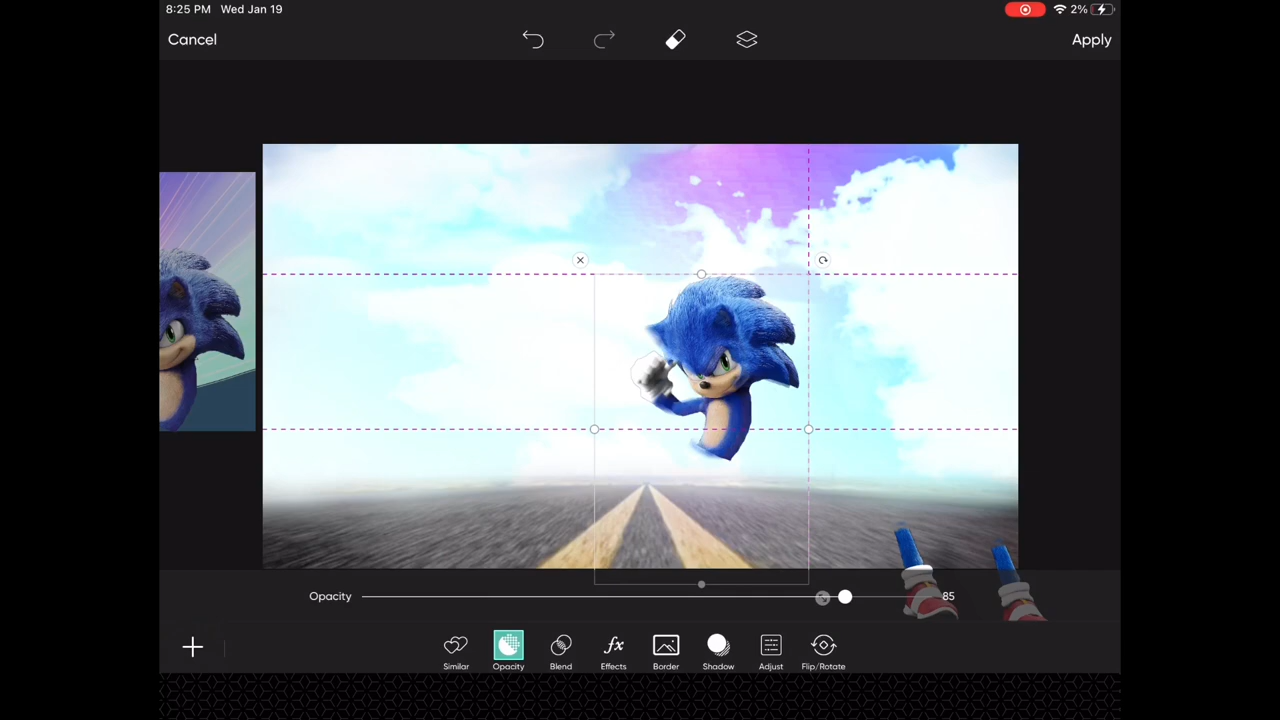 8:25 PM Wed Jan 19 2%
Cancel Apply
Opacity 85
Similar Opacity Blend Effects Border Shadow Adjust Flip/Rotate